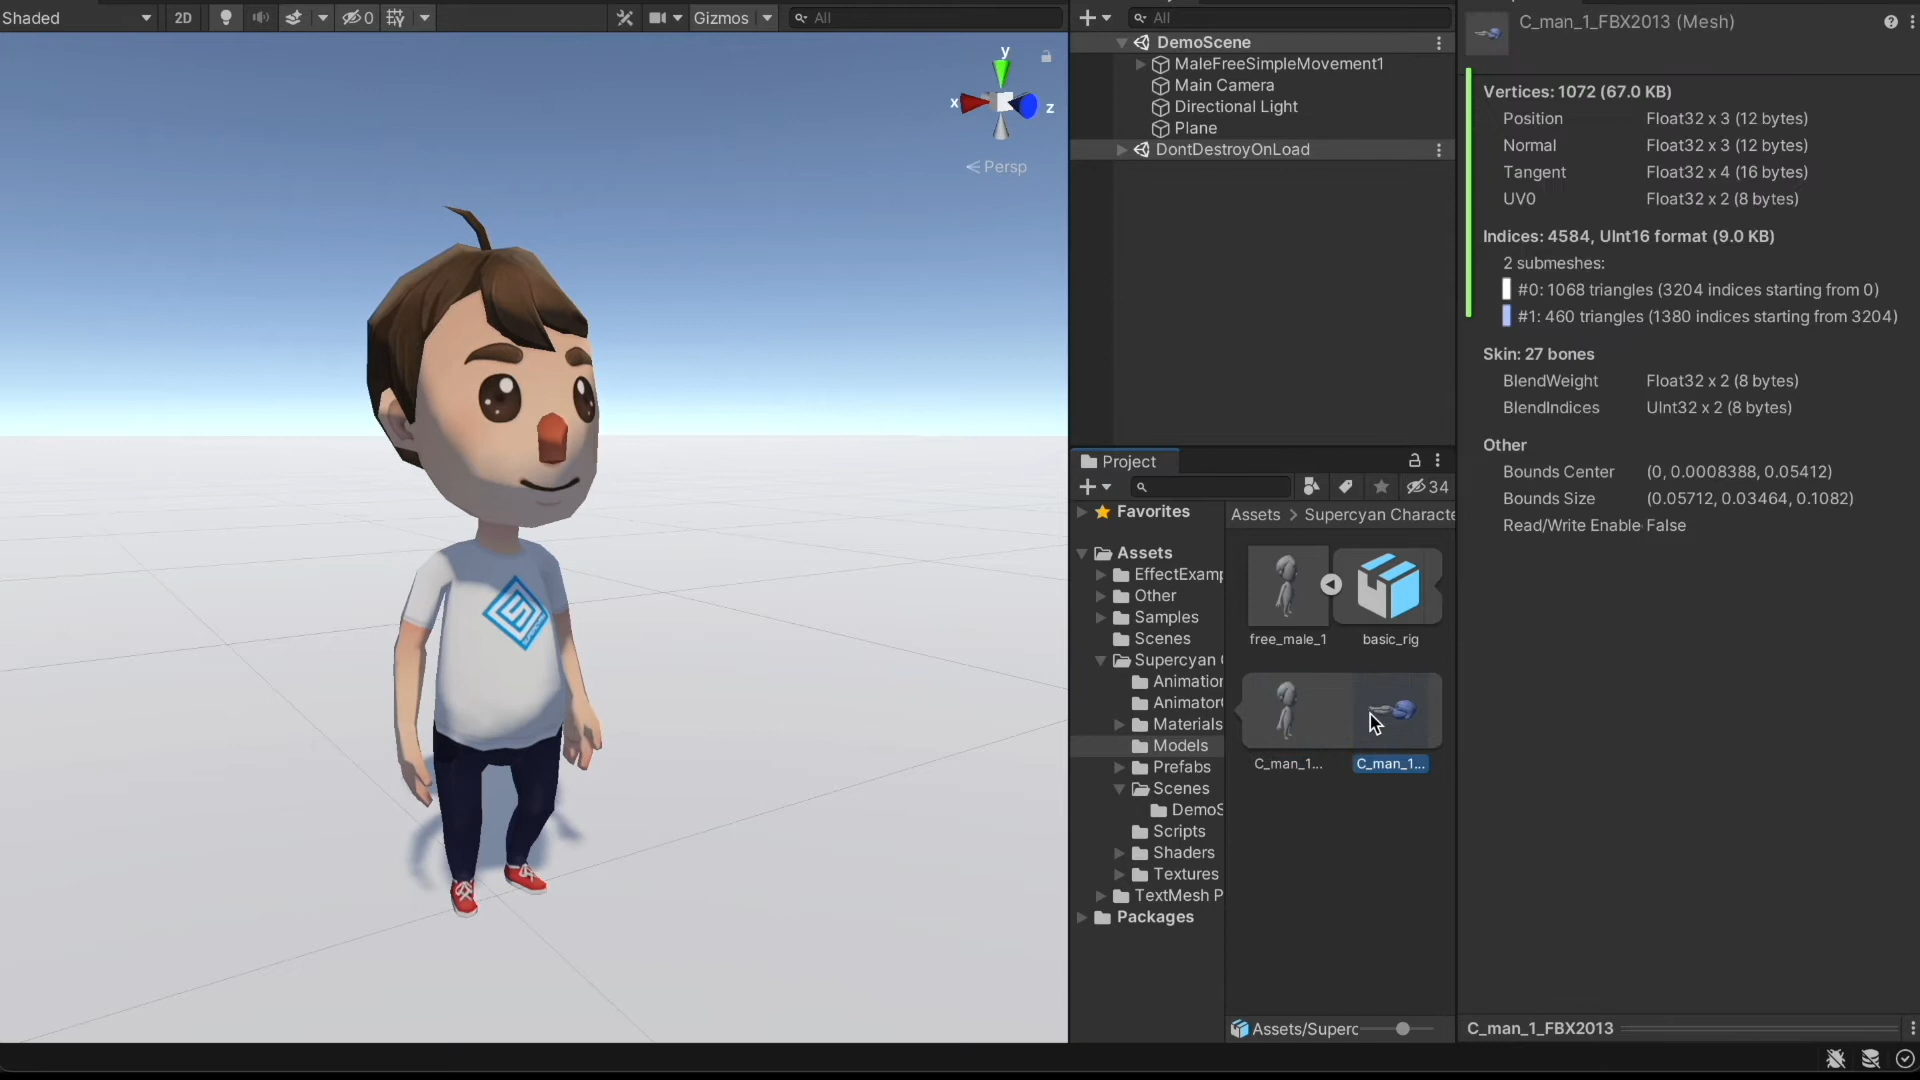 Shaded
2D
0
Gizmos
All
y
x
z
Persp
All
DemoScene
MaleFreeSimpleMovement1
Main Camera
Directional Light
Plane
DontDestroyOnLoad
Project
34
Favorites
Assets
EffectExamp
Other
Samples
Scenes
Supercyan
Animation
Animator
Materials
Models
Prefabs
Scenes
DemoS
Scripts
Shaders
Textures
TextMesh P
Packages
Assets > Supercyan Characte
free_male_1
basic_rig
C_man_1...
C_man_1...
Assets/Superc
C_man_1_FBX2013 (Mesh)
Vertices: 1072 (67.0 KB)
Position Float32 x 3 (12 bytes)
Normal Float32 x 3 (12 bytes)
Tangent Float32 x 4 (16 bytes)
UV0 Float32 x 2 (8 bytes)
Indices: 4584, UInt16 format (9.0 KB)
2 submeshes:
#0: 1068 triangles (3204 indices starting from 0)
#1: 460 triangles (1380 indices starting from 3204)
Skin: 27 bones
BlendWeight Float32 x 2 (8 bytes)
BlendIndices UInt32 x 2 (8 bytes)
Other
Bounds Center (0, 0.0008388, 0.05412)
Bounds Size (0.05712, 0.03464, 0.1082)
Read/Write Enable False
C_man_1_FBX2013